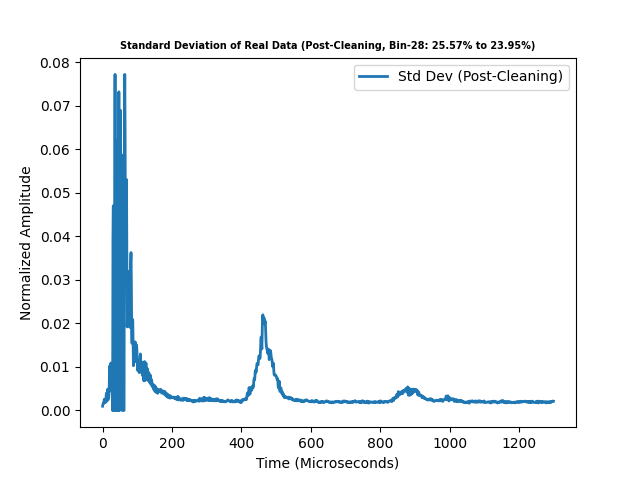 Standard Deviation of Real Data (Post-Cleaning, Bin-28: 25.57% to 23.95%)
Std Dev (Post-Cleaning)
Normalized Amplitude
0.08
0.07
0.06
0.05
0.04
0.03
0.02
0.01
0.00
0 200 400 600 800 1000 1200
Time (Microseconds)